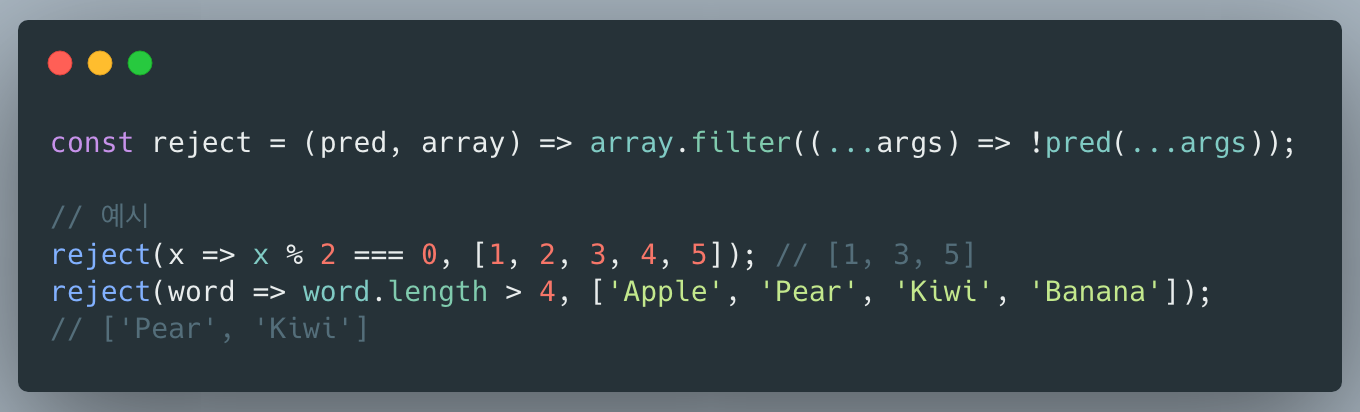 const reject = (pred, array) => array.filter((...args) => !pred(...args));
// 예시
reject(x => x % 2 === 0, [1, 2, 3, 4, 5]); // [1, 3, 5]
reject(word => word.length > 4, ['Apple', 'Pear', 'Kiwi', 'Banana']);
// ['Pear', 'Kiwi']